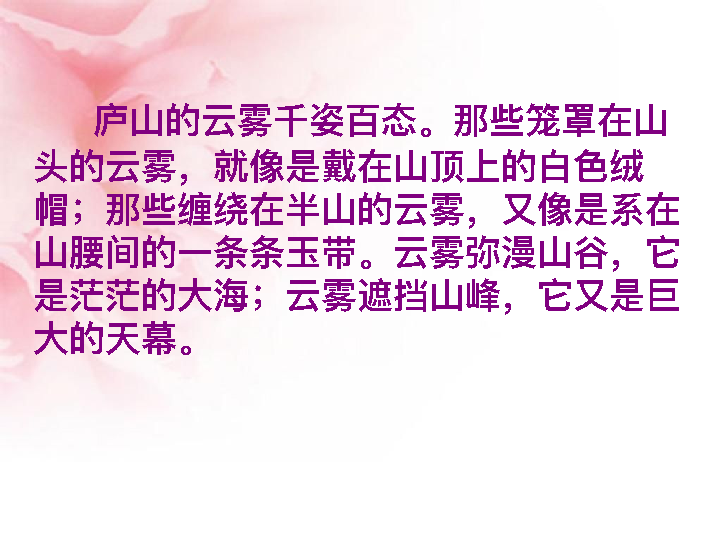 庐山的云雾千姿百态。那些笼罩在山
头的云雾，就像是戴在山顶上的白色绒
帽；那些缠绕在半山的云雾，又像是系在
山腰间的一条条玉带。云雾弥漫山谷，它
是茫茫的大海；云雾遮挡山峰，它又是巨
大的天幕。